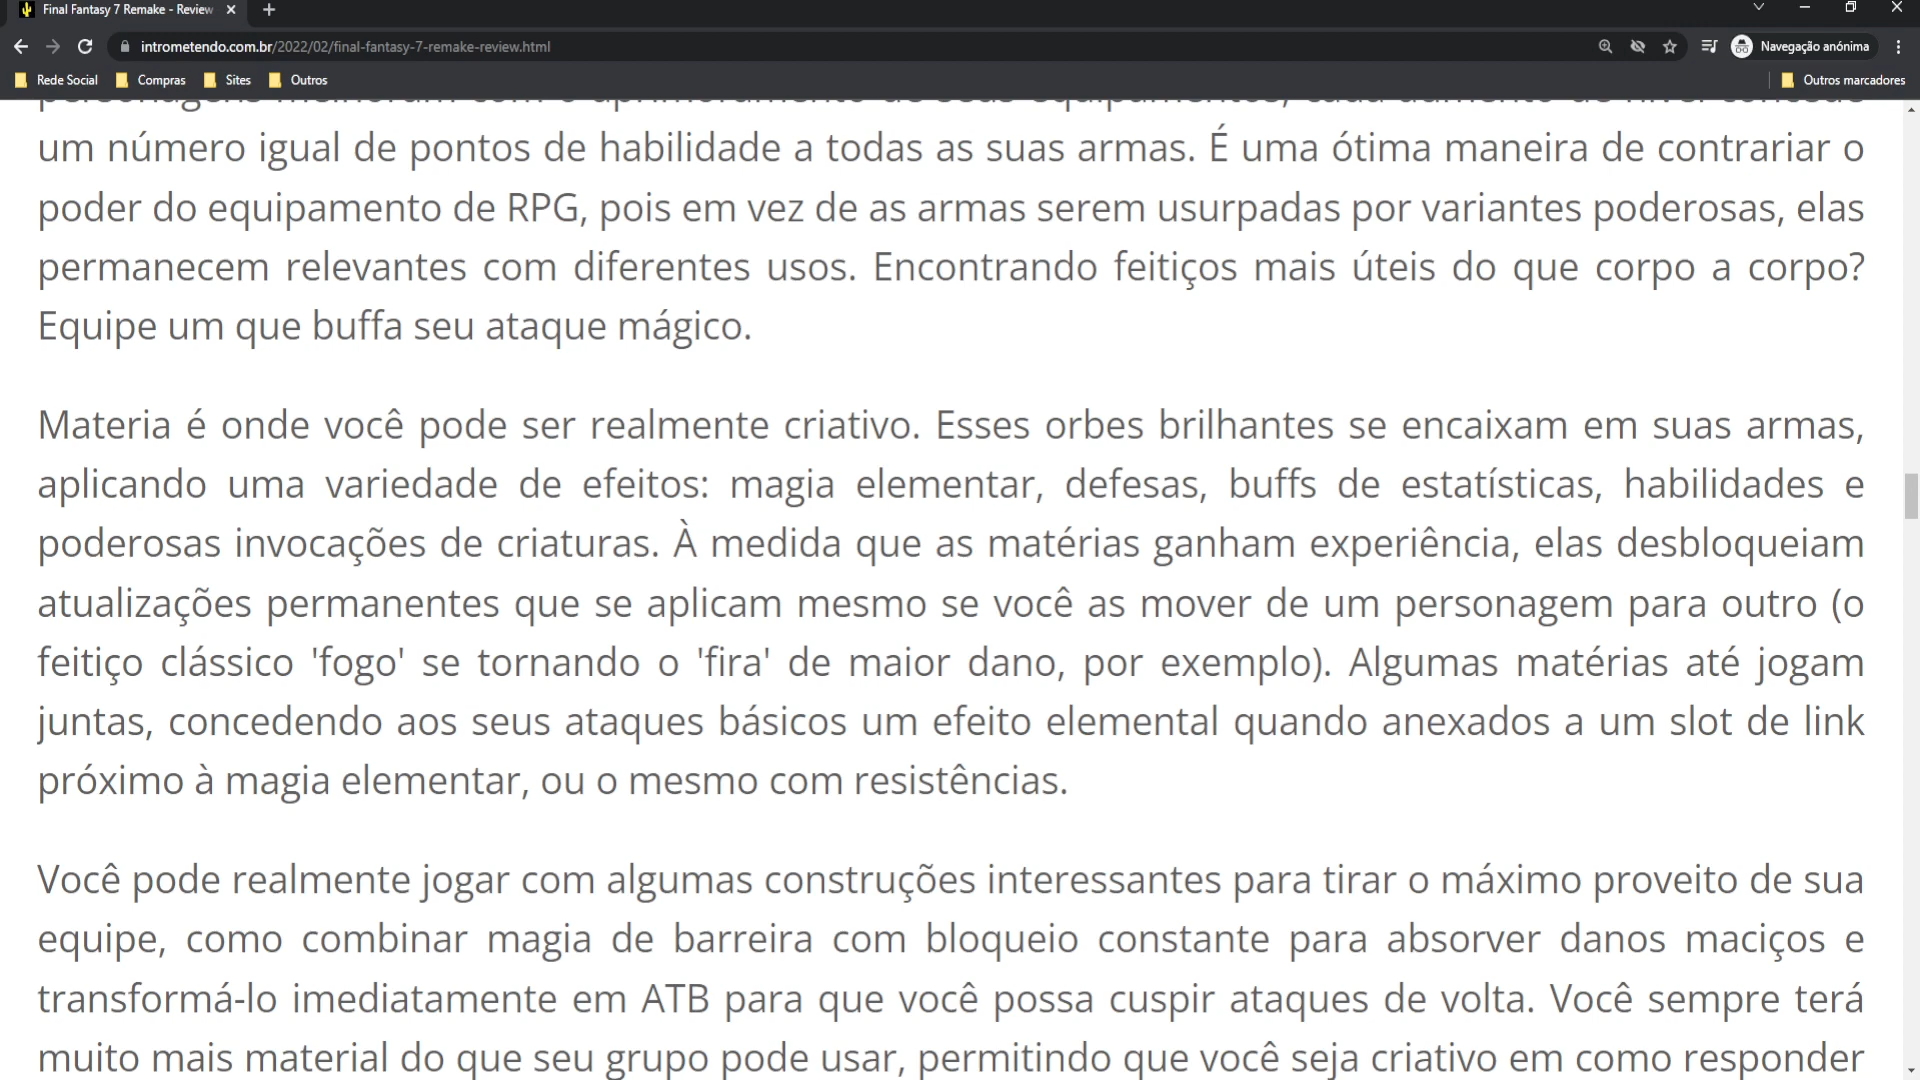 Final Fantasy 7 Remake - Review
intrometendo.com.br/2022/02/final-fantasy-7-remake-review.html
Navegação anónima
Rede Social
Compras
Sites
Outros
Outros marcadores
personagens melhoram com o aprimoramento de seus equipamentos, cada aumento de nível concede
um número igual de pontos de habilidade a todas as suas armas. É uma ótima maneira de contrariar o
poder do equipamento de RPG, pois em vez de as armas serem usurpadas por variantes poderosas, elas
permanecem relevantes com diferentes usos. Encontrando feitiços mais úteis do que corpo a corpo?
Equipe um que buffa seu ataque mágico.
Materia é onde você pode ser realmente criativo. Esses orbes brilhantes se encaixam em suas armas,
aplicando uma variedade de efeitos: magia elementar, defesas, buffs de estatísticas, habilidades e
poderosas invocações de criaturas. À medida que as matérias ganham experiência, elas desbloqueiam
atualizações permanentes que se aplicam mesmo se você as mover de um personagem para outro (o
feitiço clássico 'fogo' se tornando o 'fira' de maior dano, por exemplo). Algumas matérias até jogam
juntas, concedendo aos seus ataques básicos um efeito elemental quando anexados a um slot de link
próximo à magia elementar, ou o mesmo com resistências.
Você pode realmente jogar com algumas construções interessantes para tirar o máximo proveito de sua
equipe, como combinar magia de barreira com bloqueio constante para absorver danos maciços e
transformá-lo imediatamente em ATB para que você possa cuspir ataques de volta. Você sempre terá
muito mais material do que seu grupo pode usar, permitindo que você seja criativo em como responder